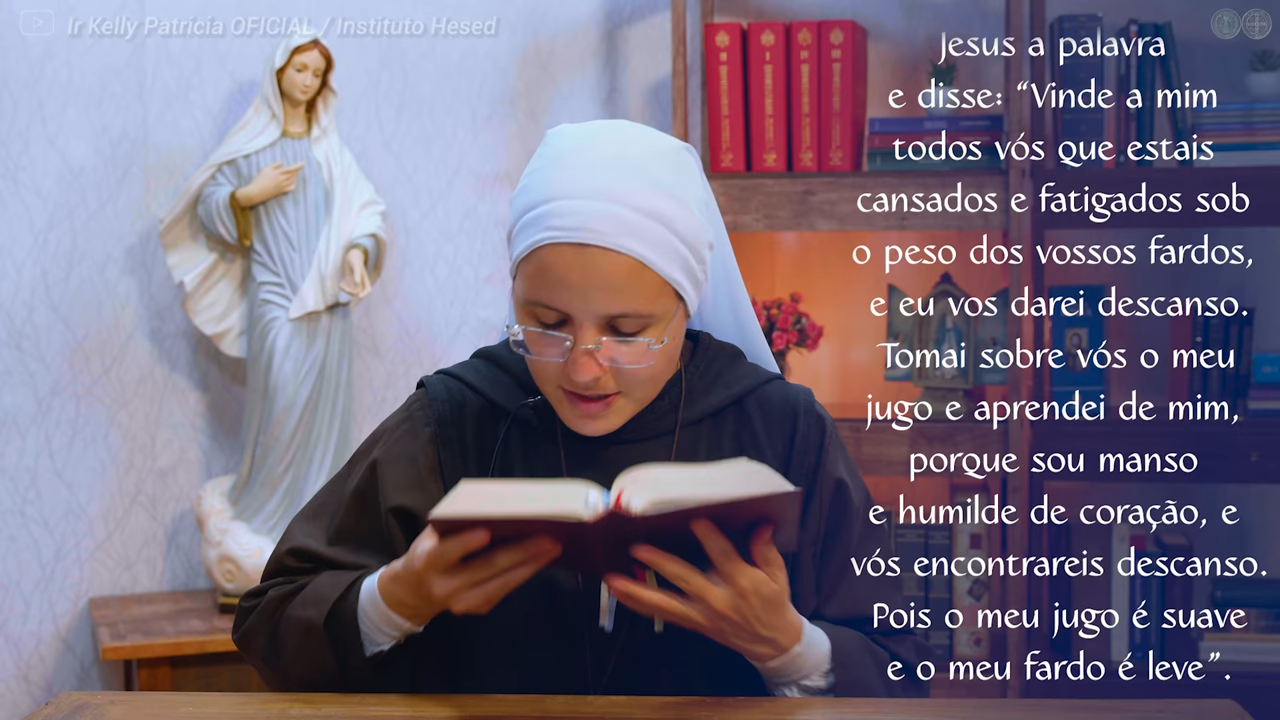 Ir Kelly Patricia OFICIAL / Instituto Hesed
Jesus a palavra
e disse: “Vinde a mim
todos vós que estais
cansados e fatigados sob
o peso dos vossos fardos,
e eu vos darei descanso.
Tomai sobre vós o meu
jugo e aprendei de mim,
porque sou manso
e humilde de coração, e
vós encontrareis descanso.
Pois o meu jugo é suave
e o meu fardo é leve”.